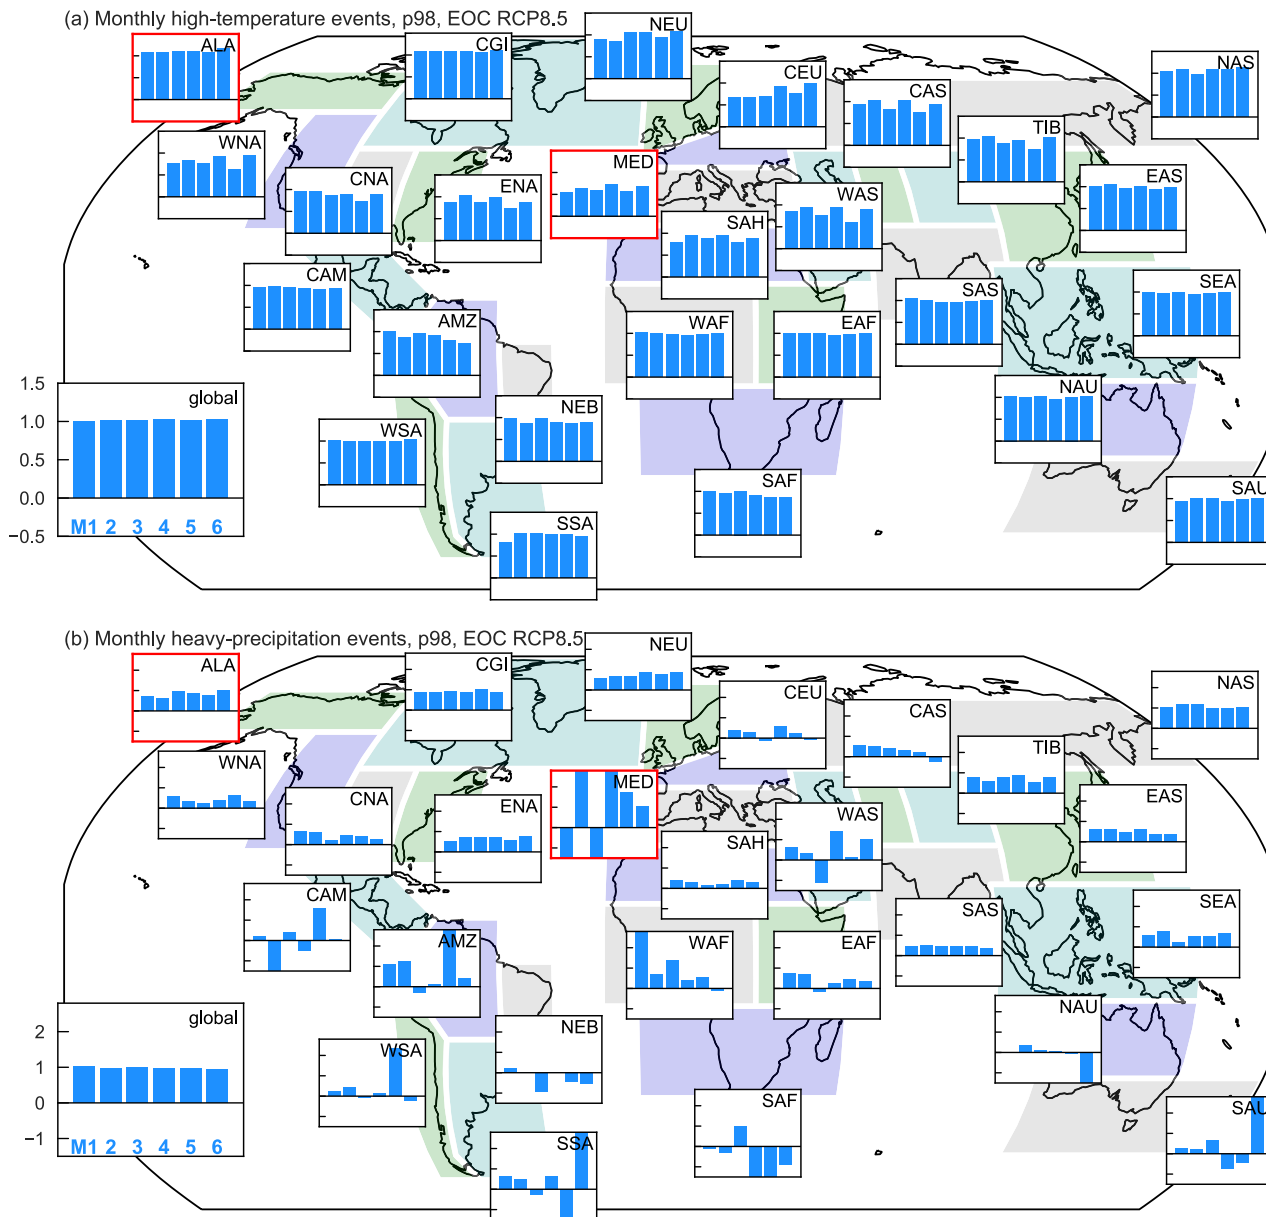 (a) Monthly high-temperature events, p98, EOC RCP8.5
NEU
ALA
CGI
NAS
CEU
CAS
TIB
WNA
MED
CNA
ENA
EAS
WAS
SAH
CAM
SEA
SAS
AMZ
WAF
EAF
1.5
global
1.0
0.5
0.0
M1 2 3 4 5 6
−0.5
NAU
NEB
WSA
SAF
SAU
SSA
(b) Monthly heavy-precipitation events, p98, EOC RCP8.5
NEU
ALA
CGI
NAS
CEU
CAS
TIB
WNA
MED
CNA
ENA
EAS
WAS
SAH
CAM
SEA
SAS
AMZ
WAF
EAF
global
2
1
0
−1
M1 2 3 4 5 6
NAU
NEB
WSA
SAF
SAU
SSA